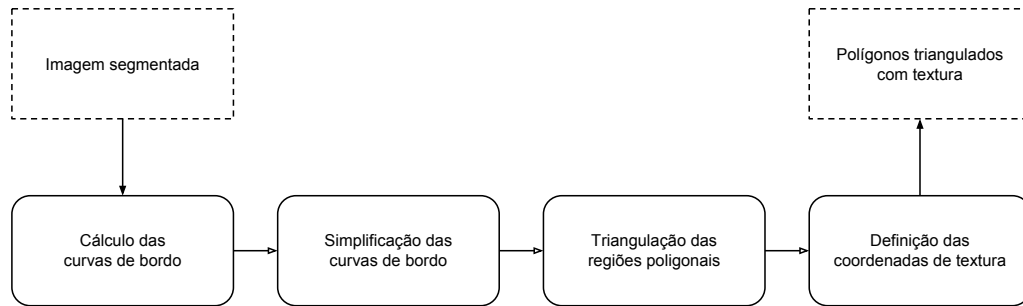 Imagem segmentada
Polígonos triangulados
com textura
Cálculo das
curvas de bordo
Simplificação das
curvas de bordo
Triangulação das
regiões poligonais
Definição das
coordenadas de textura